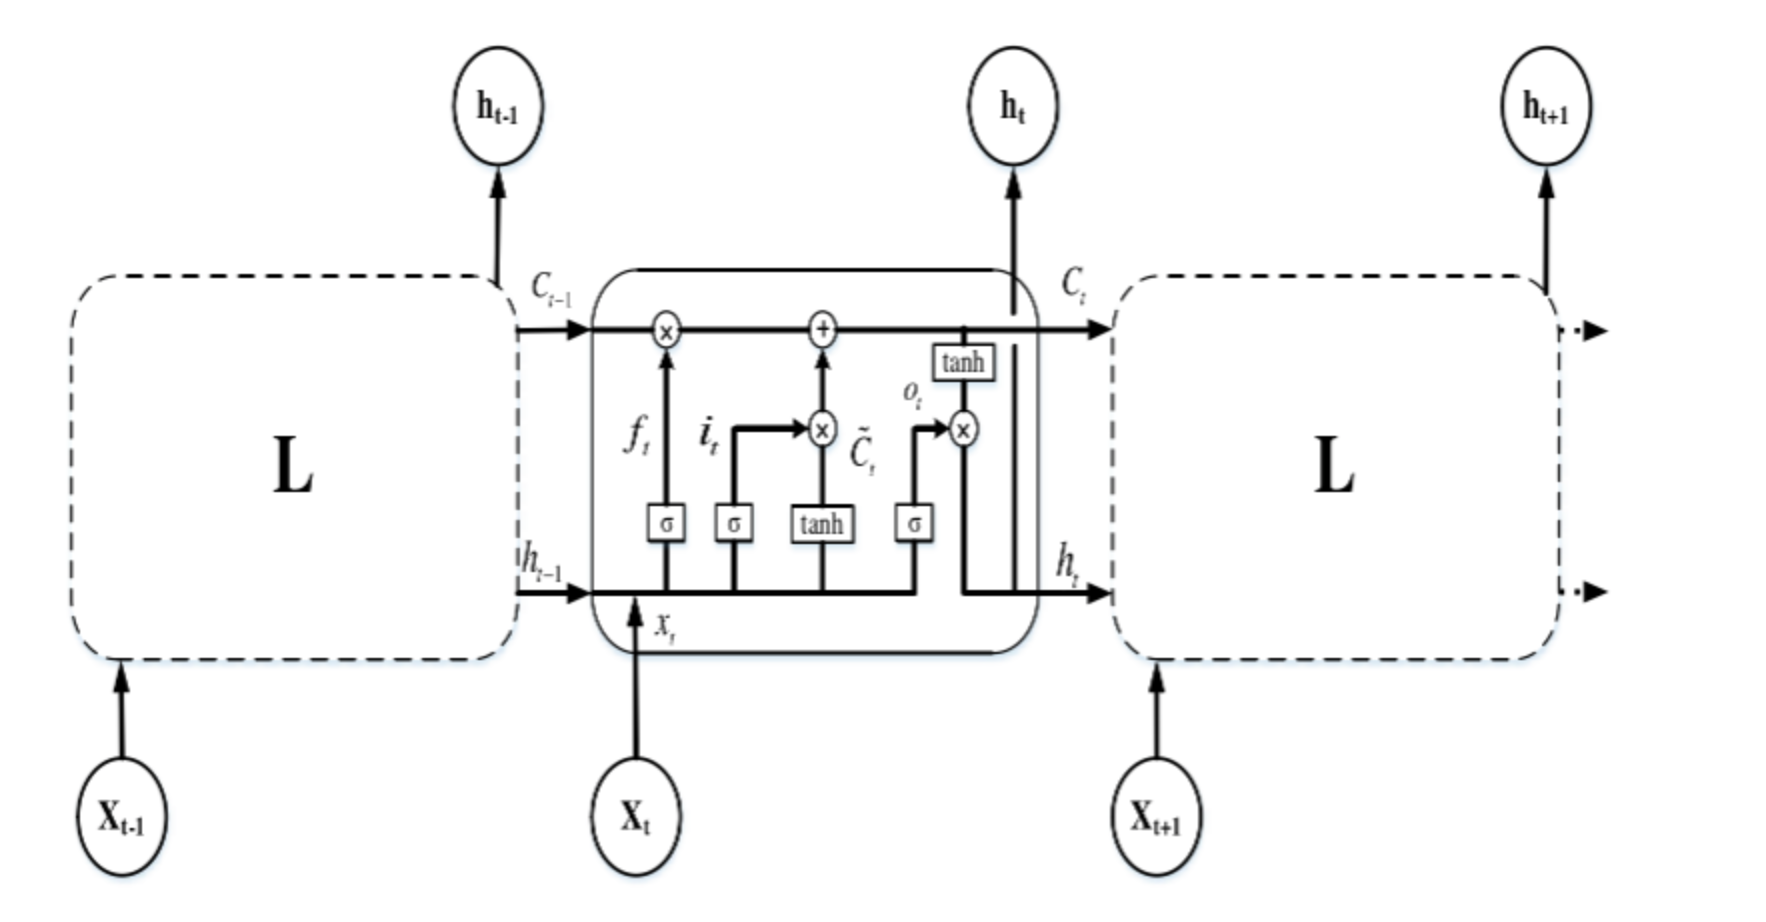 h_{t-1} h_t h_{t+1}
C_{t-1} C_t
x +
tanh
o_t
f_t i_t x C̃_t x
L L
σ σ tanh σ
h_{t-1} h_t
x_t
X_{t-1} X_t X_{t+1}